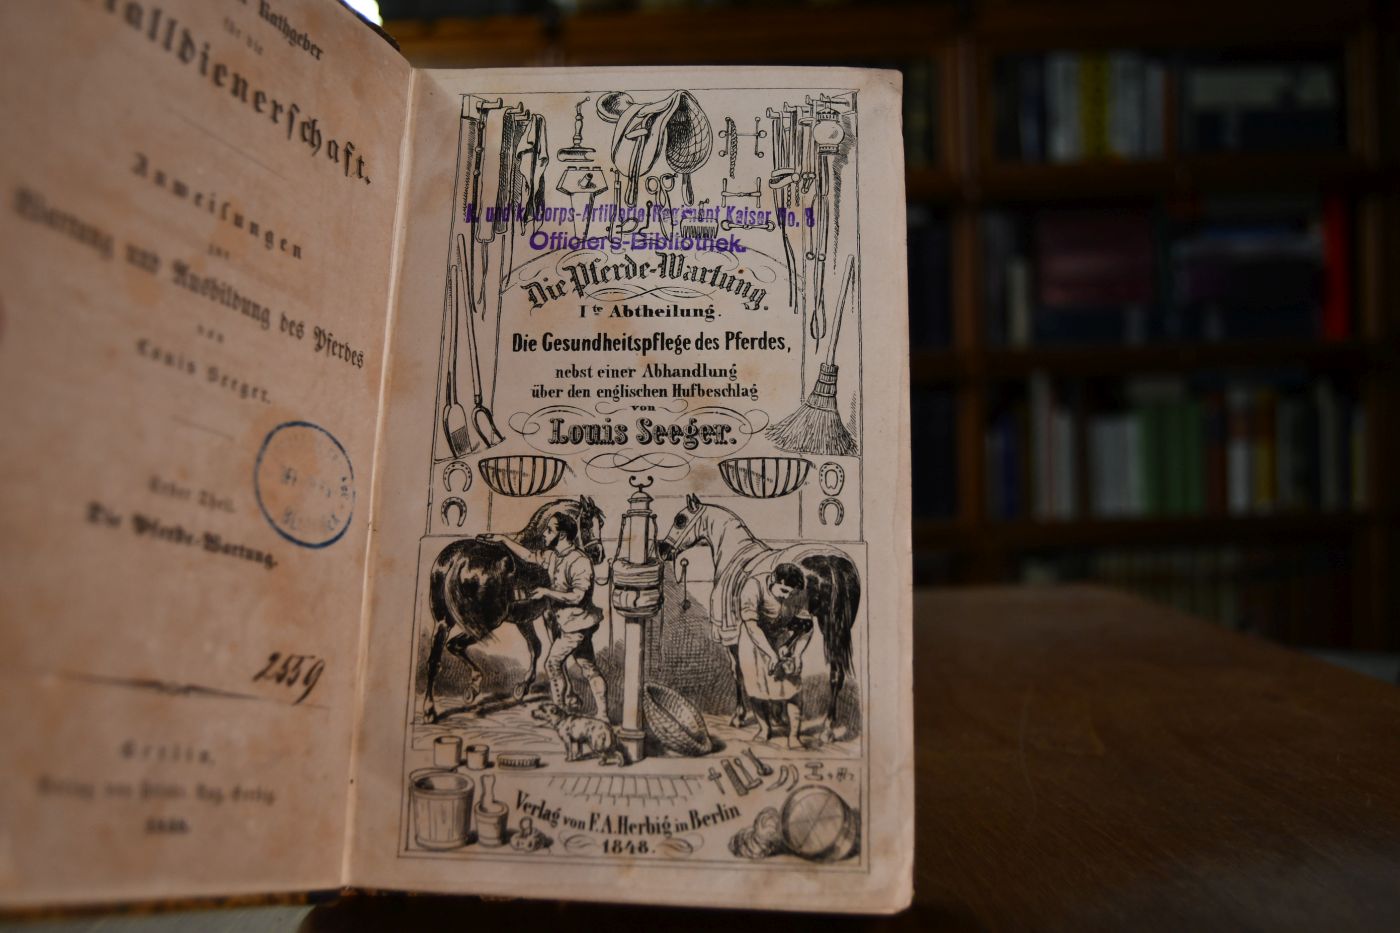 Rathgeber
für die
Stalldienerschaft.
Anweisungen
zur
Wartung und Ausbildung des Pferdes
von
Louis Seeger.
Erster Theil.
Die Pferde-Wartung.
2559
Berlin,
1848.
K. und k. Corps-Artillerie-Regiment Kaiser No. 8
Officiers-Bibliothek.
Die Pferde-Wartung.
Ite Abtheilung.
Die Gesundheitspflege des Pferdes,
nebst einer Abhandlung
über den englischen Hufbeschlag
von
Louis Seeger.
Verlag von F. A. Herbig in Berlin
1848.